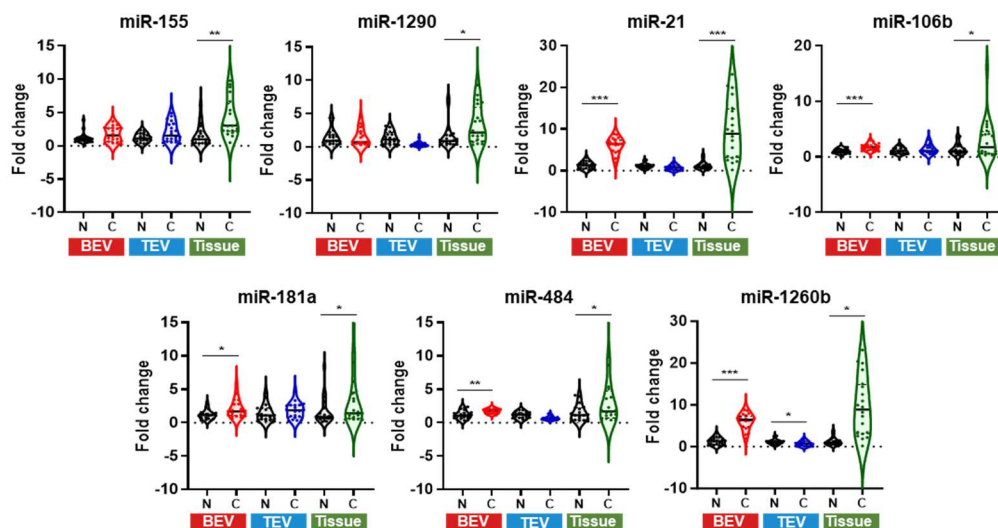 miR-155
miR-1290
miR-21
miR-106b
Fold change
15
10
5
0
-5
-10
** 
N C N C N C
BEV TEV Tissue
Fold change
15
10
5
0
-5
-10
*
N C N C N C
BEV TEV Tissue
Fold change
30
20
10
0
-10
***
***
N C N C N C
BEV TEV Tissue
Fold change
20
10
0
-10
***
*
N C N C N C
BEV TEV Tissue
miR-181a
miR-484
miR-1260b
Fold change
15
10
5
0
-5
-10
*
*
N C N C N C
BEV TEV Tissue
Fold change
15
10
5
0
-5
-10
**
*
N C N C N C
BEV TEV Tissue
Fold change
30
20
10
0
-10
***
*
*
N C N C N C
BEV TEV Tissue